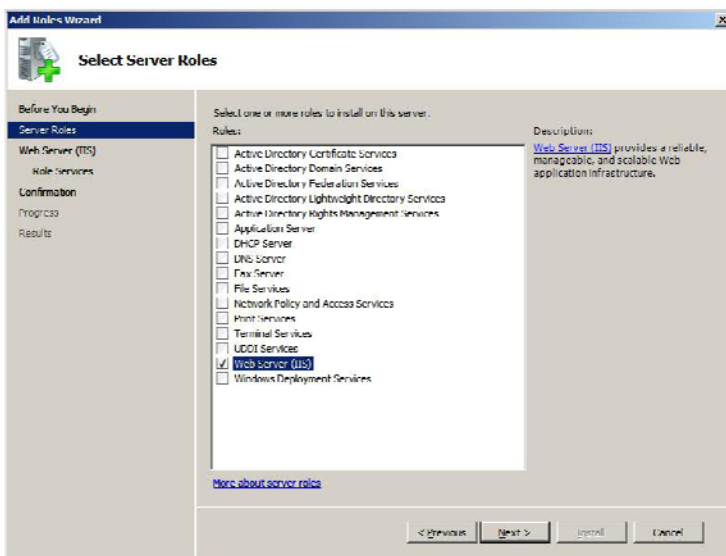 Add Roles Wizard
Select Server Roles
Before You Begin
Server Roles
Web Server (IIS)
Role Services
Confirmation
Progress
Results
Select one or more roles to install on this server.
Roles:
Active Directory Certificate Services
Active Directory Domain Services
Active Directory Federation Services
Active Directory Lightweight Directory Services
Active Directory Rights Management Services
Application Server
DHCP Server
DNS Server
Fax Server
File Services
Network Policy and Access Services
Print Services
Terminal Services
UDDI Services
Web Server (IIS)
Windows Deployment Services
More about server roles
Description:
Web Server (IIS) provides a reliable,
manageable, and scalable Web
application infrastructure.
< Previous
Next >
Install
Cancel